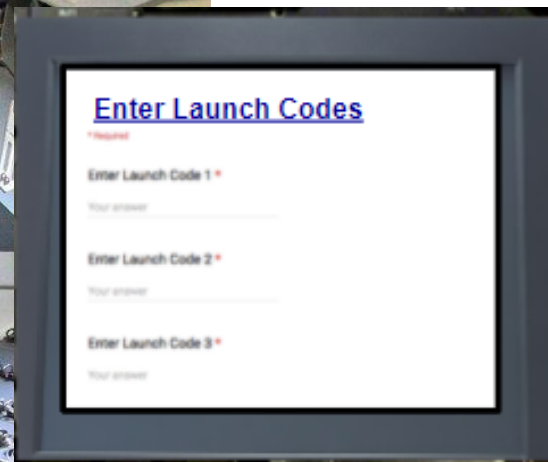 Enter Launch Codes
* Required
Enter Launch Code 1 *
Your answer
Enter Launch Code 2 *
Your answer
Enter Launch Code 3 *
Your answer